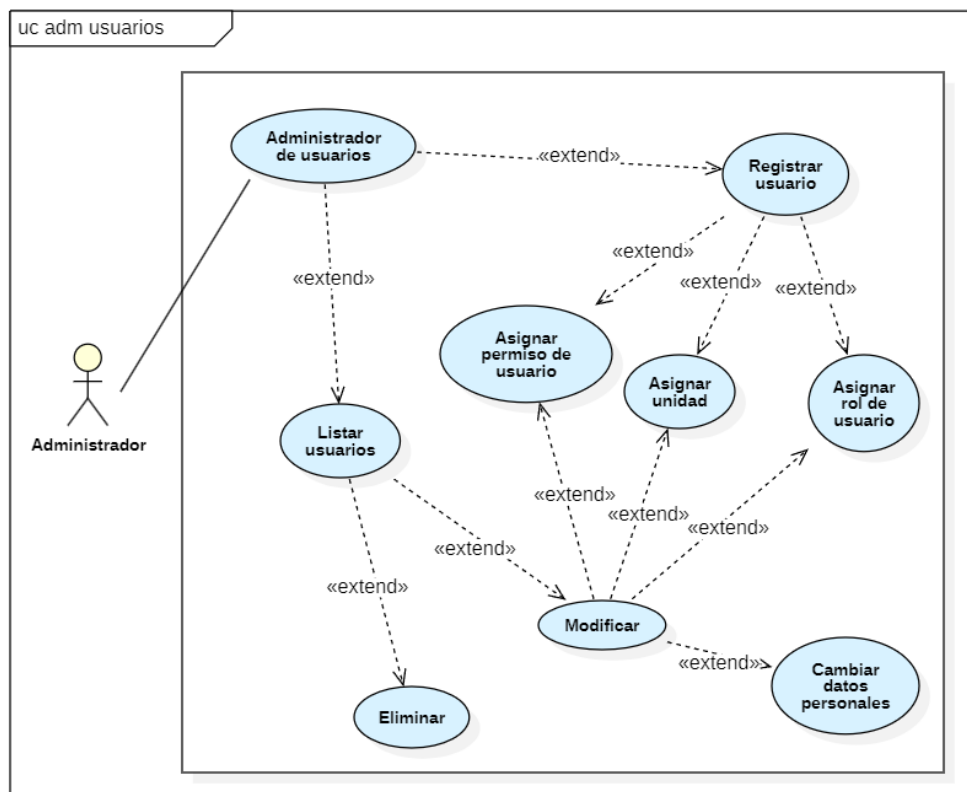 uc adm usuarios
Administrador
de usuarios
«extend»
Registrar
usuario
«extend»
«extend»
«extend»
«extend»
Asignar
permiso de
usuario
Asignar
unidad
Asignar
rol de
usuario
Administrador
Listar
usuarios
«extend»
«extend»
«extend»
«extend»
«extend»
Modificar
«extend»
Cambiar
datos
personales
Eliminar